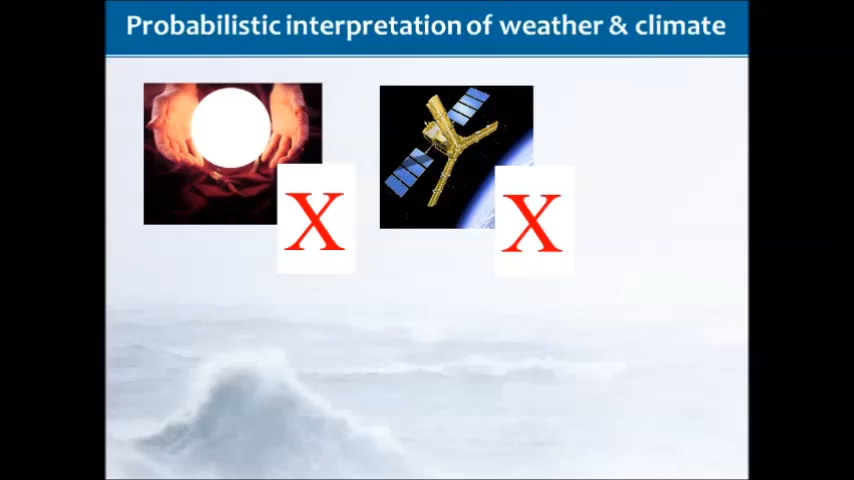 Probabilistic interpretation of weather & climate
X X